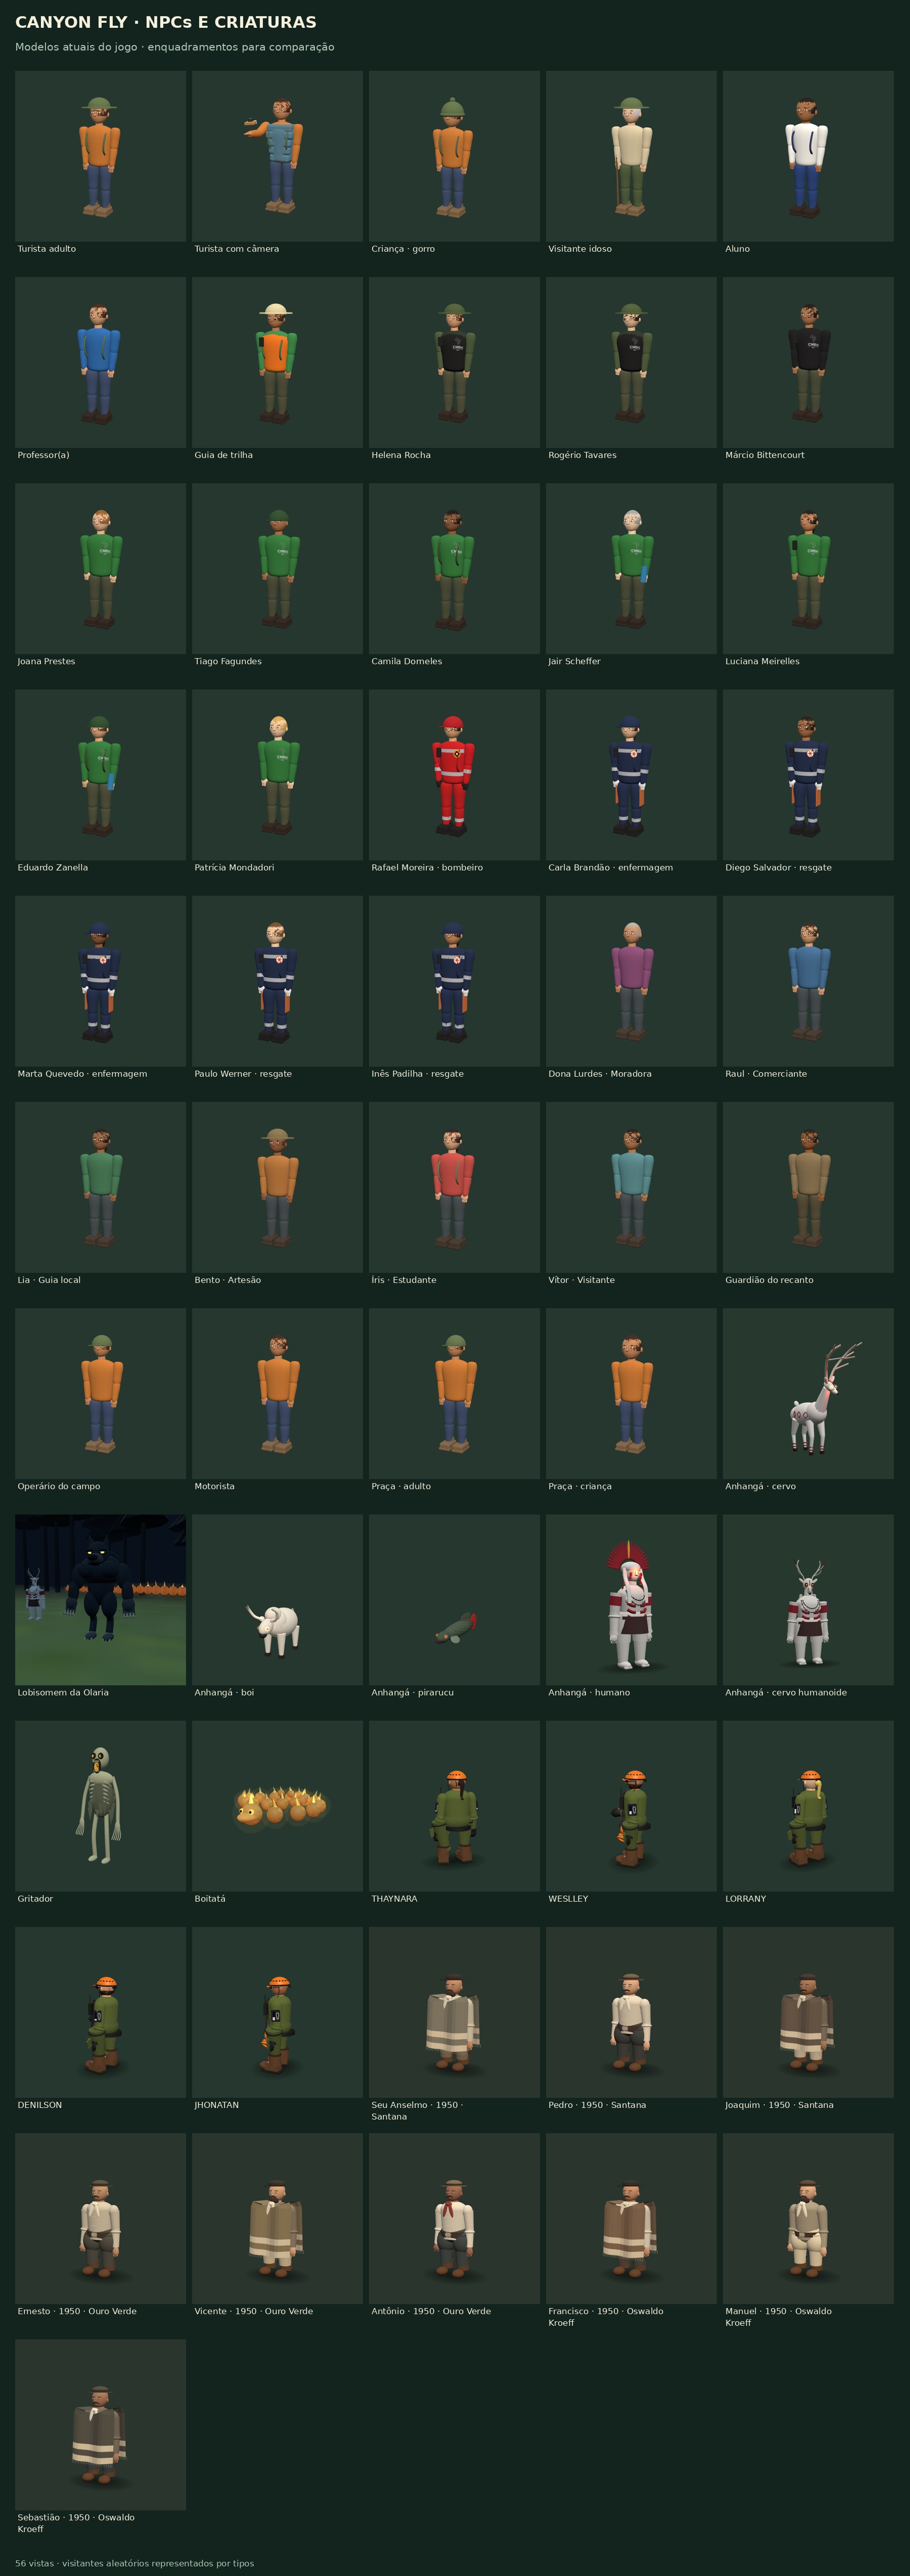 CANYON FLY · NPCs E CRIATURAS
Modelos atuais do jogo · enquadramentos para comparação
Turista adulto
Turista com câmera
Criança · gorro
Visitante idoso
Aluno
Professor(a)
Guia de trilha
Helena Rocha
Rogério Tavares
Márcio Bittencourt
Joana Prestes
Tiago Fagundes
Camila Dorneles
Jair Scheffer
Luciana Meirelles
Eduardo Zanella
Patrícia Mondadori
Rafael Moreira · bombeiro
Carla Brandão · enfermagem
Diego Salvador · resgate
Marta Quevedo · enfermagem
Paulo Werner · resgate
Inês Padilha · resgate
Dona Lurdes · Moradora
Raul · Comerciante
Lia · Guia local
Bento · Artesão
Íris · Estudante
Vítor · Visitante
Guardião do recanto
Operário do campo
Motorista
Praça · adulto
Praça · criança
Anhangá · cervo
Lobisomem da Olaria
Anhangá · boi
Anhangá · pirarucu
Anhangá · humano
Anhangá · cervo humanoide
Gritador
Boitatá
THAYNARA
WESLLEY
LORRANY
DENILSON
JHONATAN
Seu Anselmo · 1950 ·
Santana
Pedro · 1950 · Santana
Joaquim · 1950 · Santana
Ernesto · 1950 · Ouro Verde
Vicente · 1950 · Ouro Verde
Antônio · 1950 · Ouro Verde
Francisco · 1950 · Oswaldo
Kroeff
Manuel · 1950 · Oswaldo
Kroeff
Sebastião · 1950 · Oswaldo
Kroeff
56 vistas · visitantes aleatórios representados por tipos